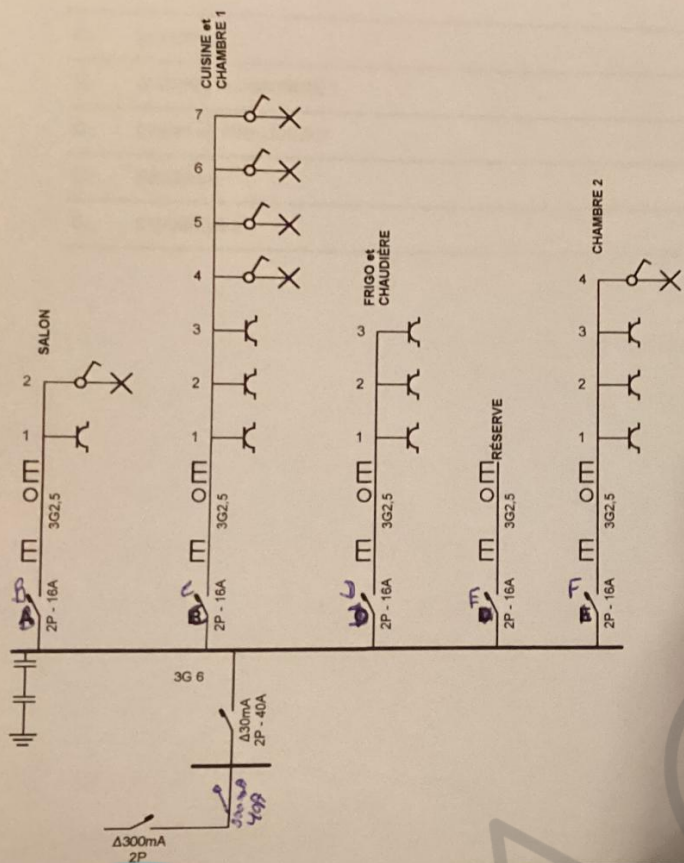 SALON
1 2
3G2,5
B
2P - 16A
CUISINE et
CHAMBRE 1
1 2 3 4 5 6 7
3G2,5
C
2P - 16A
FRIGO et
CHAUDIÈRE
1 2 3
3G2,5
D
2P - 16A
RÉSERVE
3G2,5
E
2P - 16A
CHAMBRE 2
1 2 3 4
3G2,5
F
2P - 16A
3G 6
Δ30mA
2P - 40A
300mA
40A
Δ300mA
2P